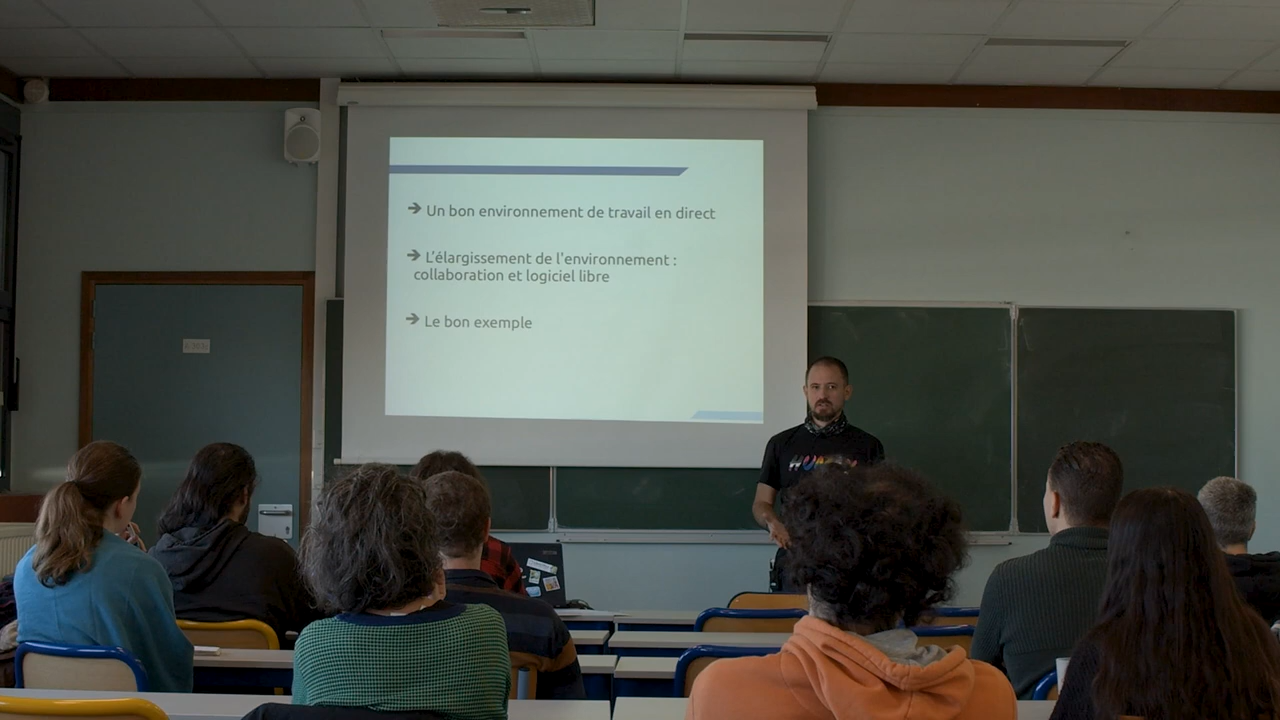 ➔ Un bon environnement de travail en direct
➔ L'élargissement de l'environnement :
collaboration et logiciel libre
➔ Le bon exemple